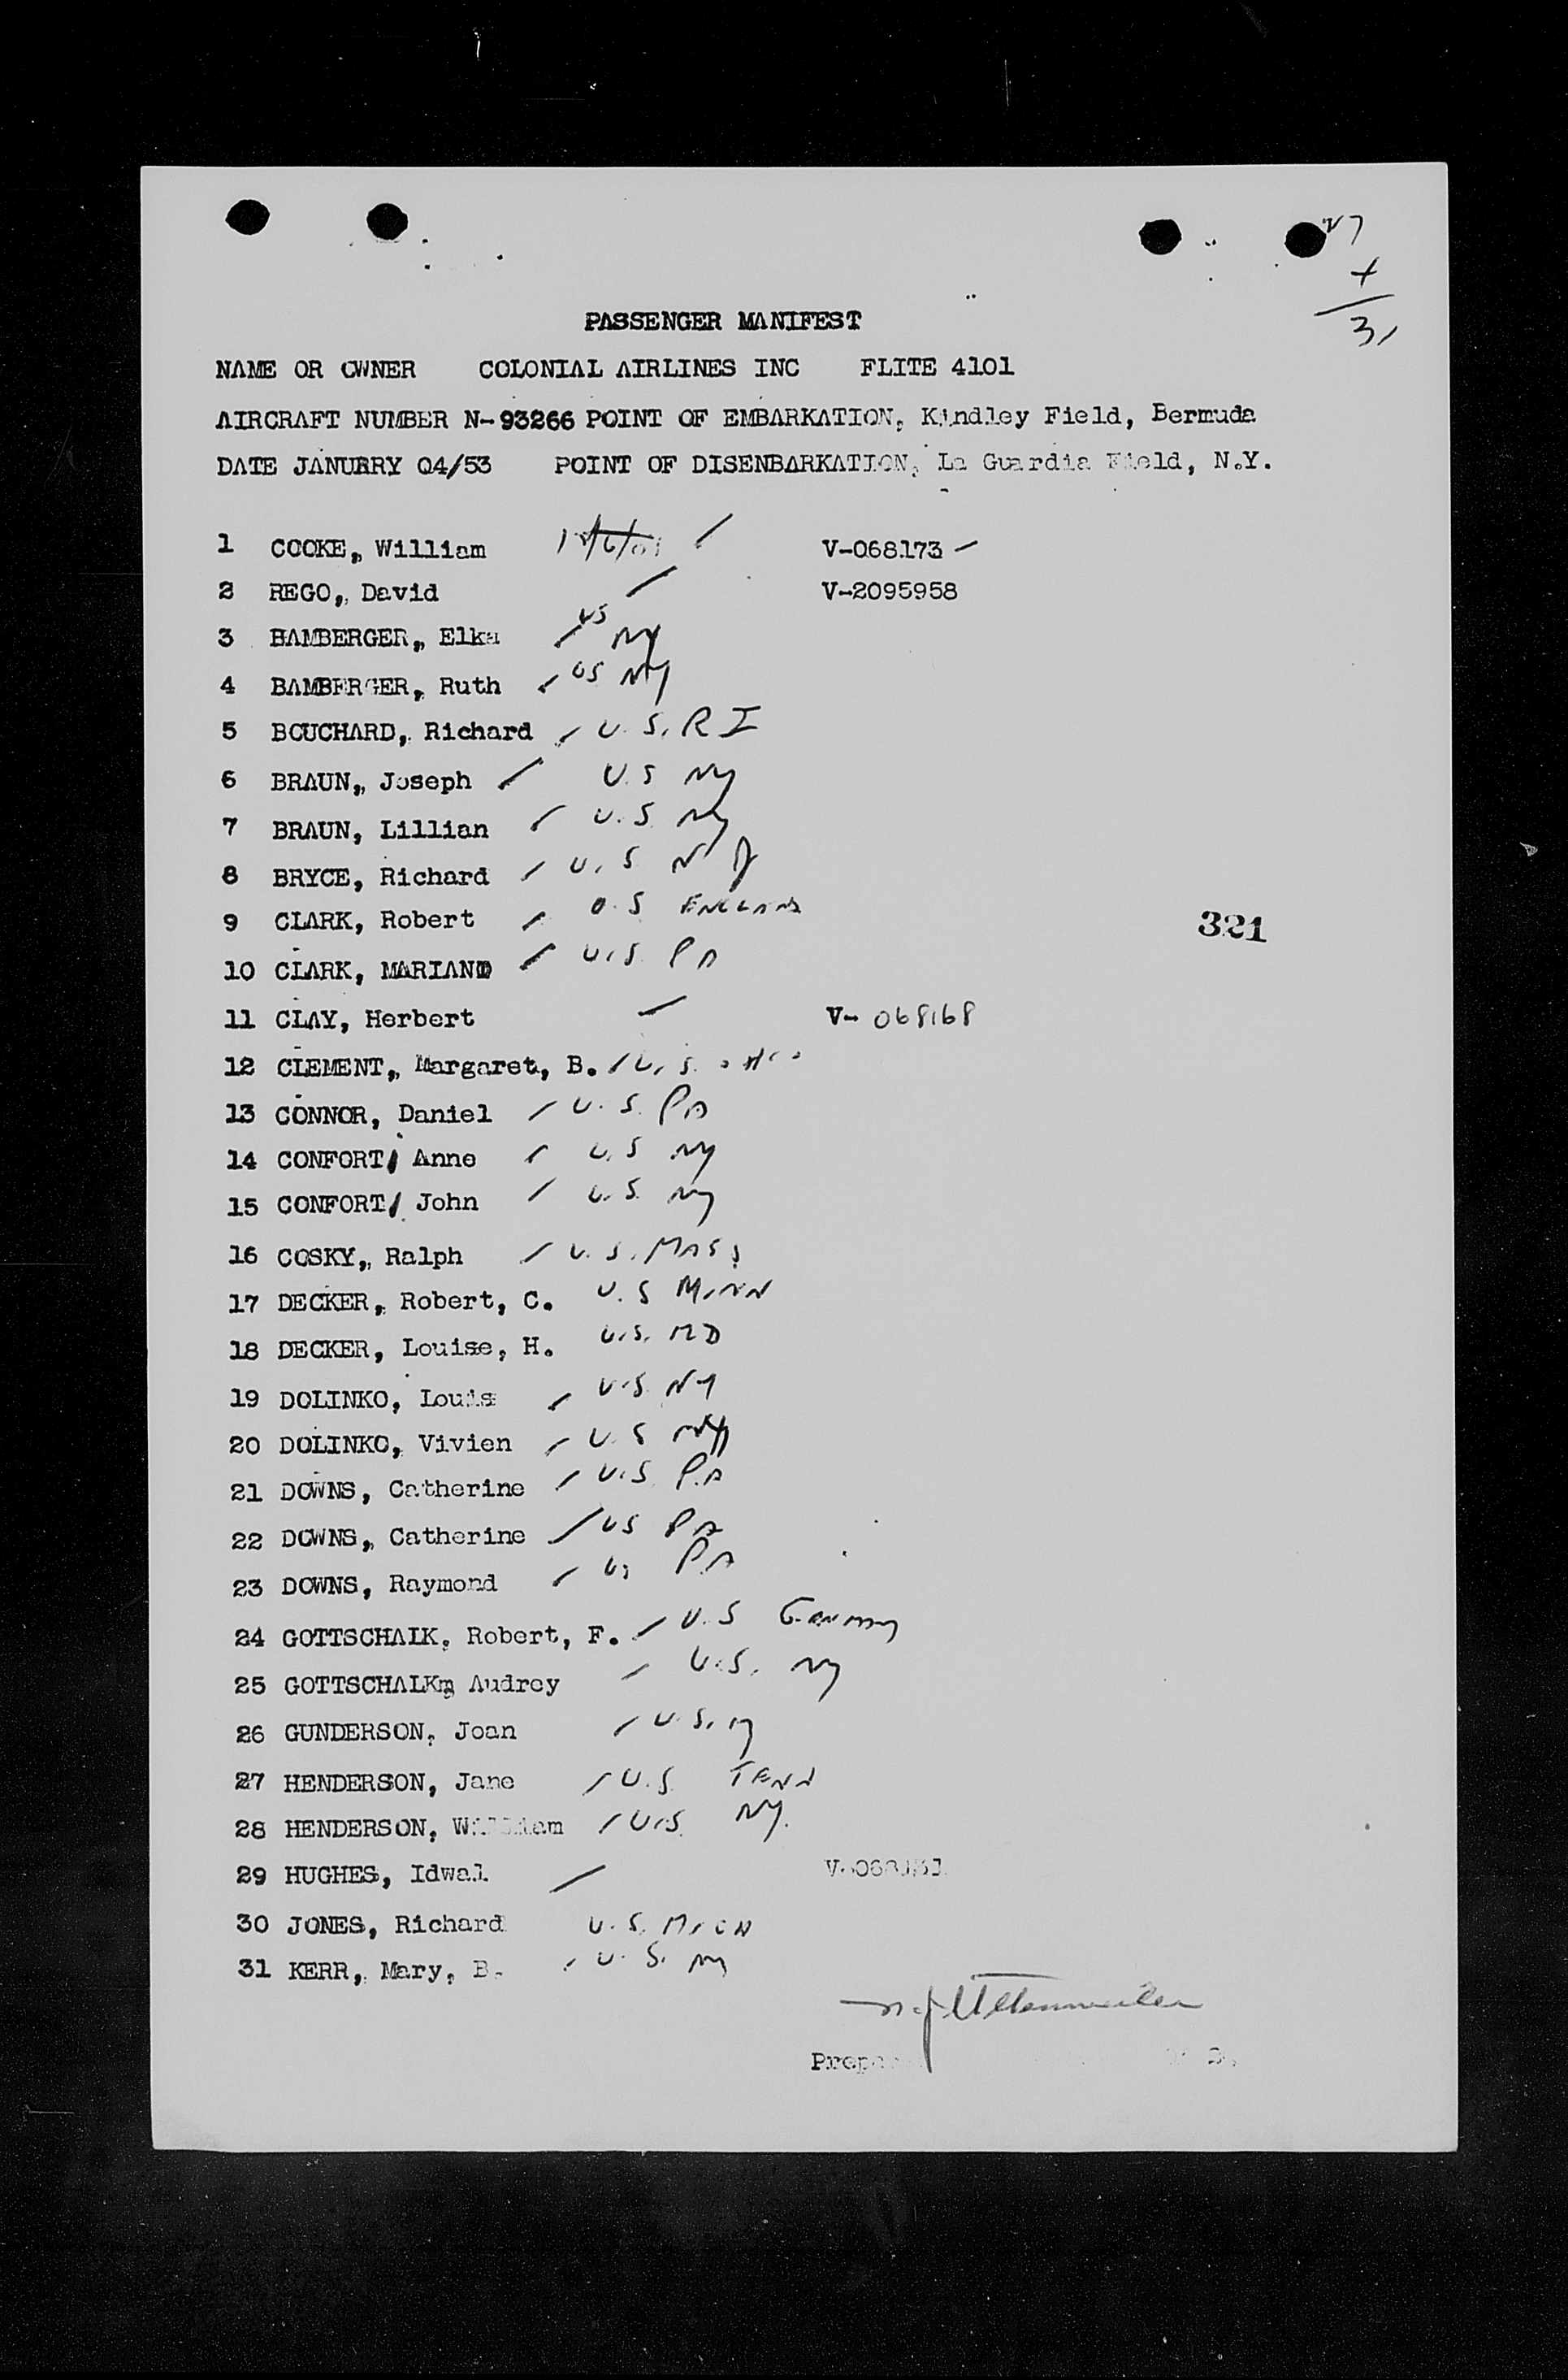 27
4
31
PASSENGER MANIFEST
NAME OR OWNER COLONIAL AIRLINES INC FLITE 4101
AIRCRAFT NUMBER N-93266 POINT OF EMBARKATION, Kindley Field, Bermuda
DATE JANURRY 04/53 POINT OF DISENBARKATION, La Guardia Field, N.Y.
1 COOKE, William V-068173
2 REGO, David V-2095958
3 BAMBERGER, Elka US NY
4 BAMBERGER, Ruth US NY
5 BOUCHARD, Richard U.S. RI
6 BRAUN, Joseph U.S NY
7 BRAUN, Lillian U.S. NY
8 BRYCE, Richard U.S NJ
9 CLARK, Robert U.S ENGLAND
321
10 CLARK, MARIAND U.S. PA
11 CLAY, Herbert V- 068168
12 CLEMENT, Margaret, B. U.S. OHIO
13 CONNOR, Daniel U.S. PA
14 CONFORT, Anne U.S NY
15 CONFORT, John U.S. NY
16 COSKY, Ralph U.S. MASS
17 DECKER, Robert, C. U.S MINN
18 DECKER, Louise, H. U.S. MD
19 DOLINKO, Louis U.S. NY
20 DOLINKO, Vivien U.S NY
21 DOWNS, Catherine U.S. PA
22 DOWNS, Catherine US PA
23 DOWNS, Raymond US PA
24 GOTTSCHALK, Robert, F. U.S Germany
25 GOTTSCHALKm Audrey U.S. NY
26 GUNDERSON, Joan U.S. NY
27 HENDERSON, Jane U.S. TENN
28 HENDERSON, William U.S. NY.
29 HUGHES, Idwal
30 JONES, Richard U.S. MICH
31 KERR, Mary, B. U.S. NY